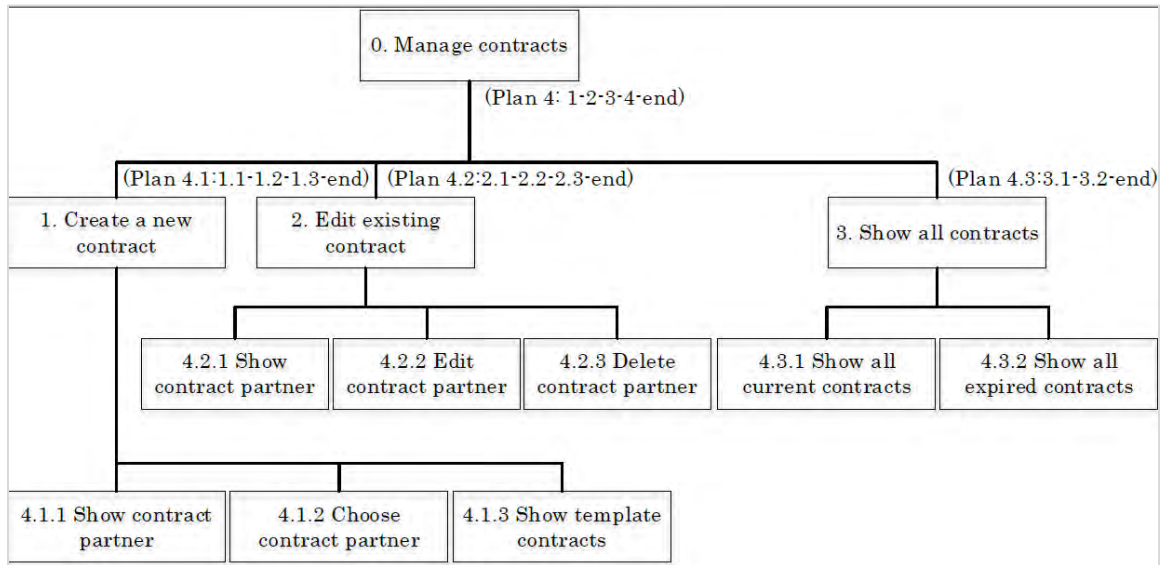 0. Manage contracts
(Plan 4: 1-2-3-4-end)
(Plan 4.1:1.1-1.2-1.3-end)
(Plan 4.2:2.1-2.2-2.3-end)
(Plan 4.3:3.1-3.2-end)
1. Create a new
contract
2. Edit existing
contract
3. Show all contracts
4.2.1 Show
contract partner
4.2.2 Edit
contract partner
4.2.3 Delete
contract partner
4.3.1 Show all
current contracts
4.3.2 Show all
expired contracts
4.1.1 Show contract
partner
4.1.2 Choose
contract partner
4.1.3 Show template
contracts